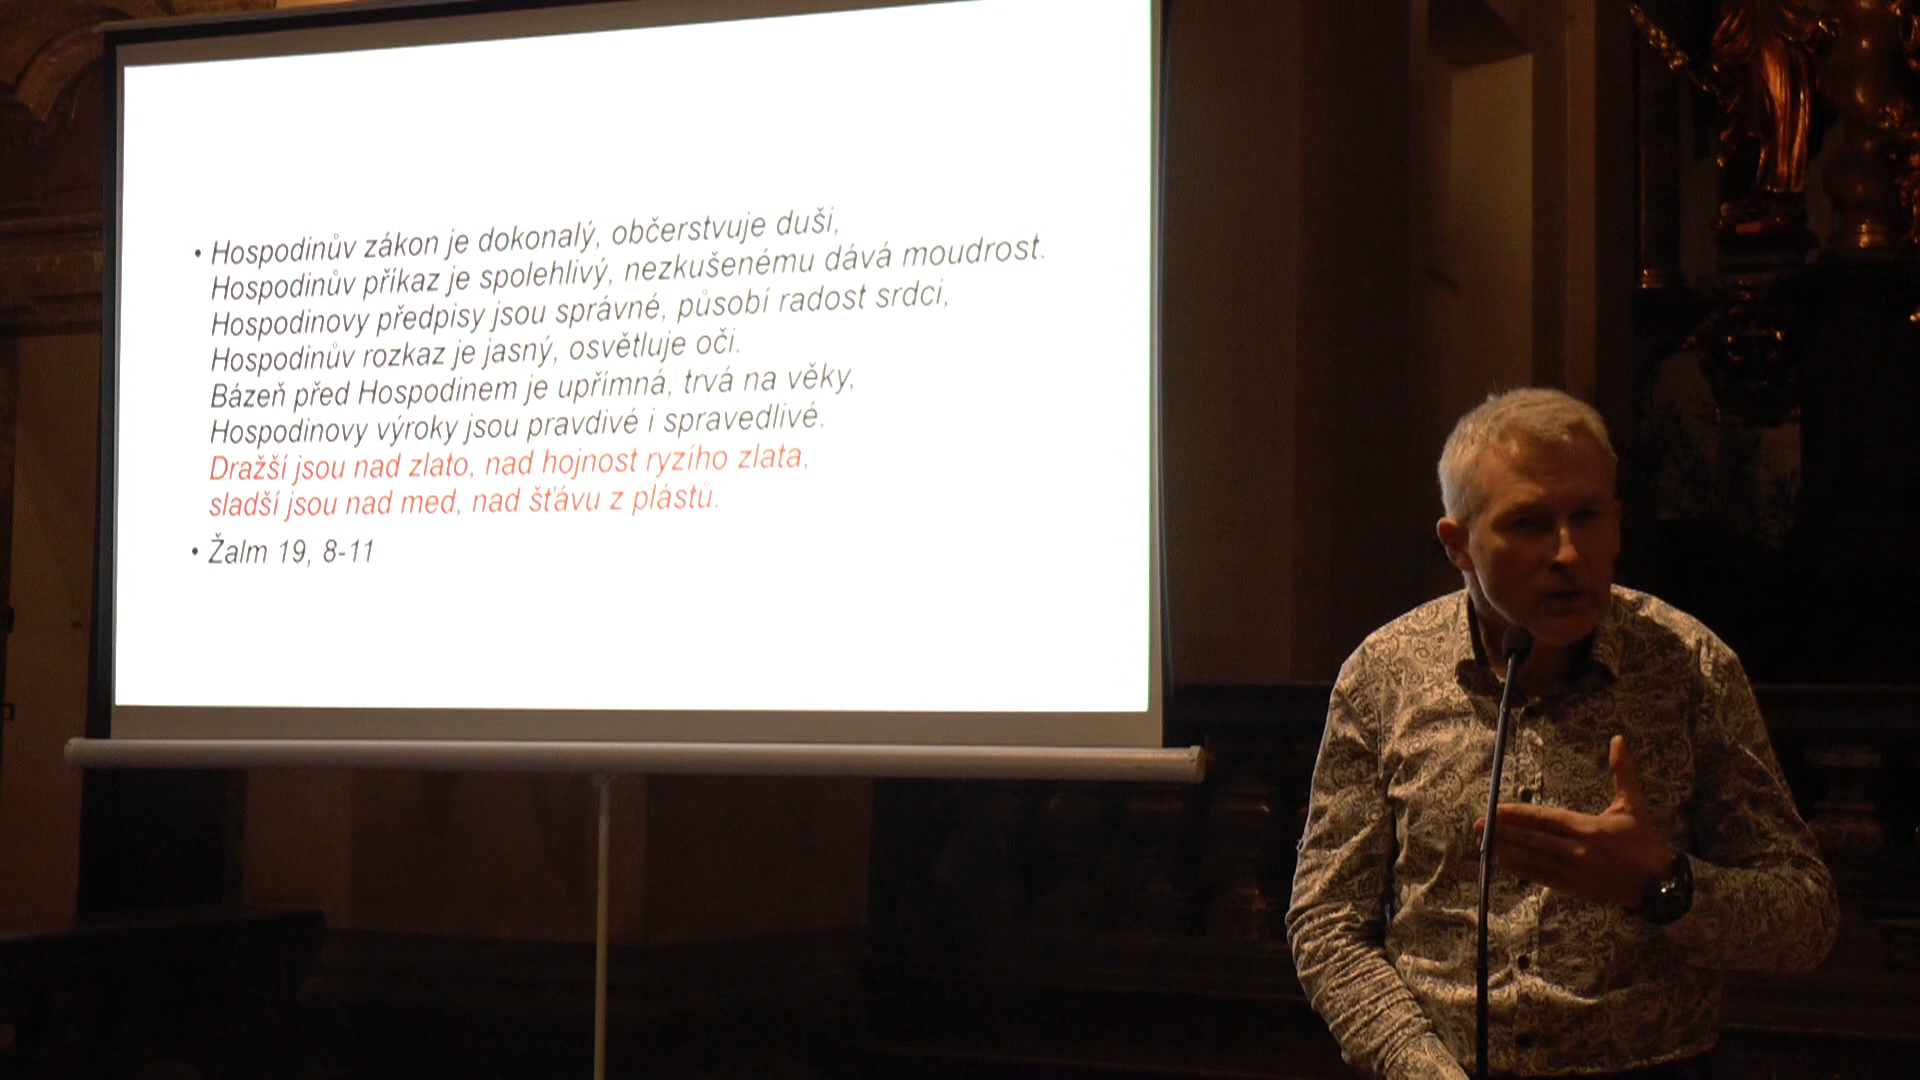 • Hospodinův zákon je dokonalý, občerstvuje duši,
Hospodinův příkaz je spolehlivý, nezkušenému dává moudrost.
Hospodinovy předpisy jsou správné, působí radost srdci,
Hospodinův rozkaz je jasný, osvětluje oči.
Bázeň před Hospodinem je upřímná, trvá na věky,
Hospodinovy výroky jsou pravdivé i spravedlivé.
Dražší jsou nad zlato, nad hojnost ryzího zlata,
sladší jsou nad med, nad šťávu z plástů.
• Žalm 19, 8-11